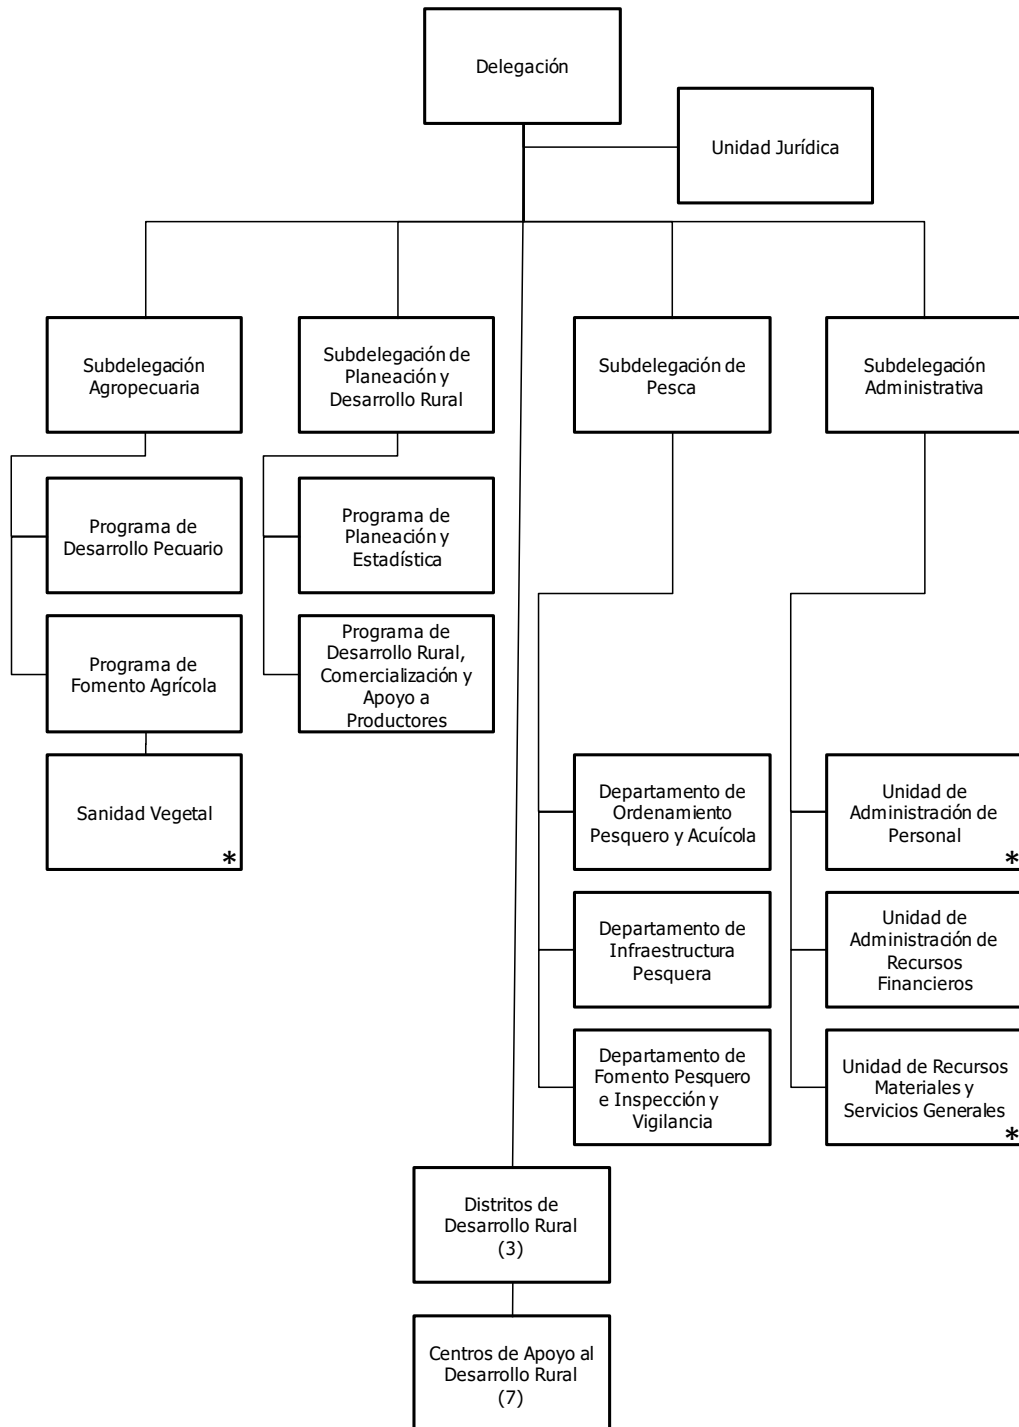 Delegación
Unidad Jurídica
Subdelegación
Agropecuaria
Subdelegación de
Planeación y
Desarrollo Rural
Subdelegación de
Pesca
Subdelegación
Administrativa
Programa de
Desarrollo Pecuario
Programa de
Planeación y
Estadística
Programa de
Fomento Agrícola
Programa de
Desarrollo Rural,
Comercialización y
Apoyo a
Productores
Sanidad Vegetal
*
Departamento de
Ordenamiento
Pesquero y Acuícola
Unidad de
Administración de
Personal
*
Departamento de
Infraestructura
Pesquera
Unidad de
Administración de
Recursos
Financieros
Departamento de
Fomento Pesquero
e Inspección y
Vigilancia
Unidad de Recursos
Materiales y
Servicios Generales
*
Distritos de
Desarrollo Rural
(3)
Centros de Apoyo al
Desarrollo Rural
(7)